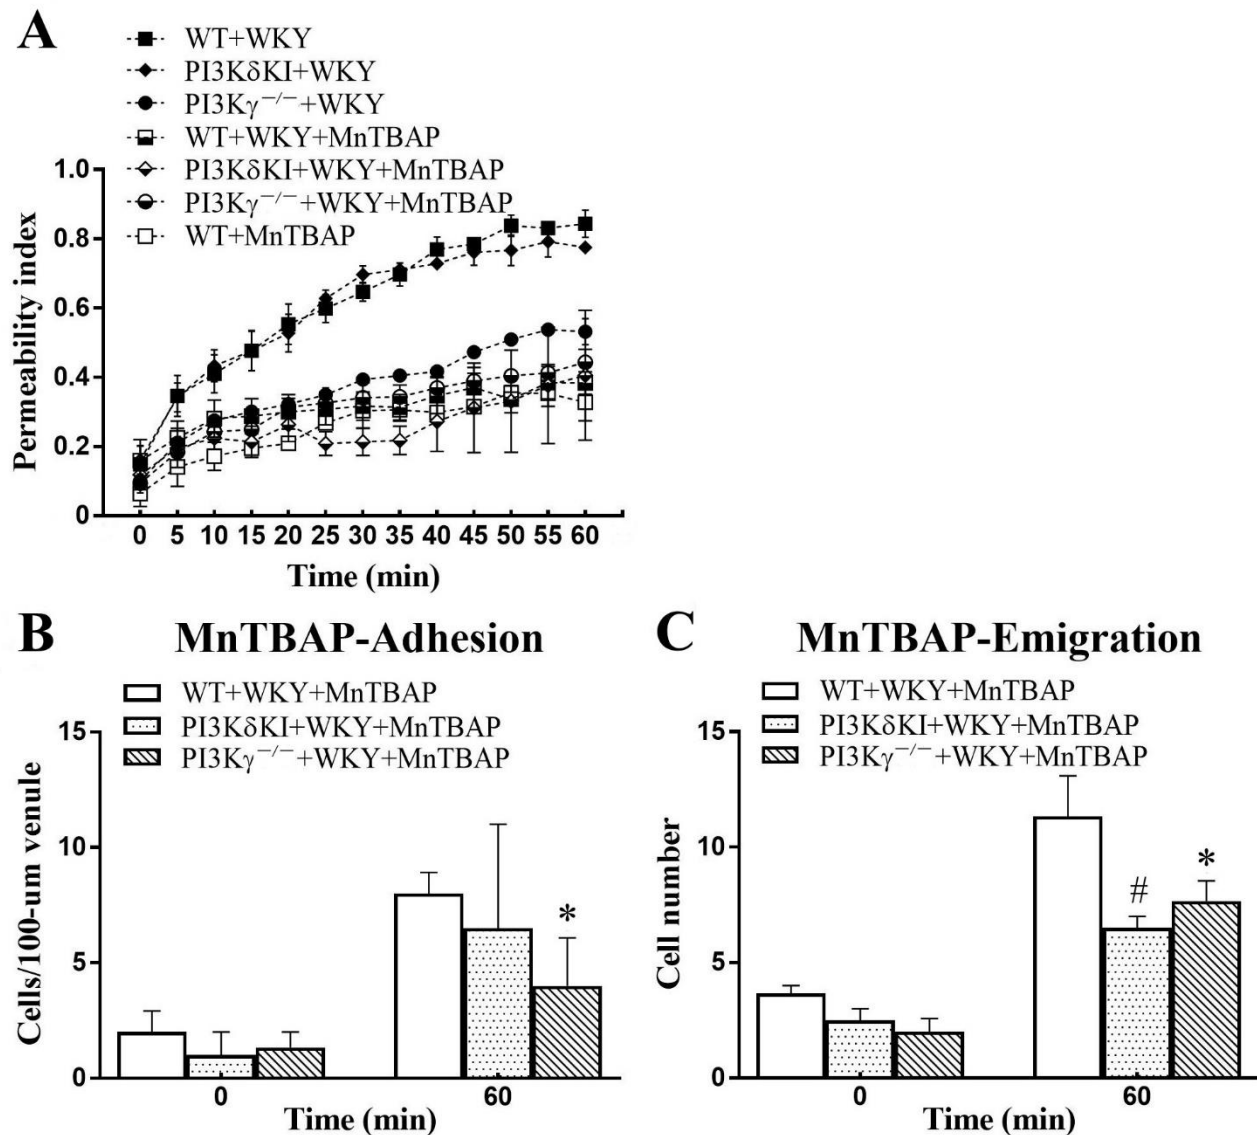 A
WT+WKY
PI3KδKI+WKY
PI3Kγ−/−+WKY
WT+WKY+MnTBAP
PI3KδKI+WKY+MnTBAP
PI3Kγ−/−+WKY+MnTBAP
WT+MnTBAP
Permeability index
1.0
0.8
0.6
0.4
0.2
0
0 5 10 15 20 25 30 35 40 45 50 55 60
Time (min)
B MnTBAP-Adhesion
WT+WKY+MnTBAP
PI3KδKI+WKY+MnTBAP
PI3Kγ−/−+WKY+MnTBAP
Cells/100-um venule
15
10
5
0
*
0 60
Time (min)
C MnTBAP-Emigration
WT+WKY+MnTBAP
PI3KδKI+WKY+MnTBAP
PI3Kγ−/−+WKY+MnTBAP
Cell number
15
10
5
0
# *
0 60
Time (min)